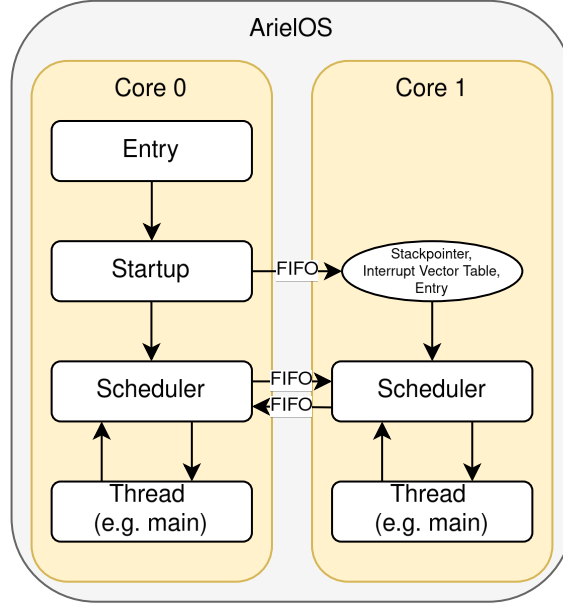 ArielOS
Core 0
Core 1
Entry
Startup
FIFO
Stackpointer,
Interrupt Vector Table,
Entry
Scheduler
FIFO
FIFO
Scheduler
Thread
(e.g. main)
Thread
(e.g. main)